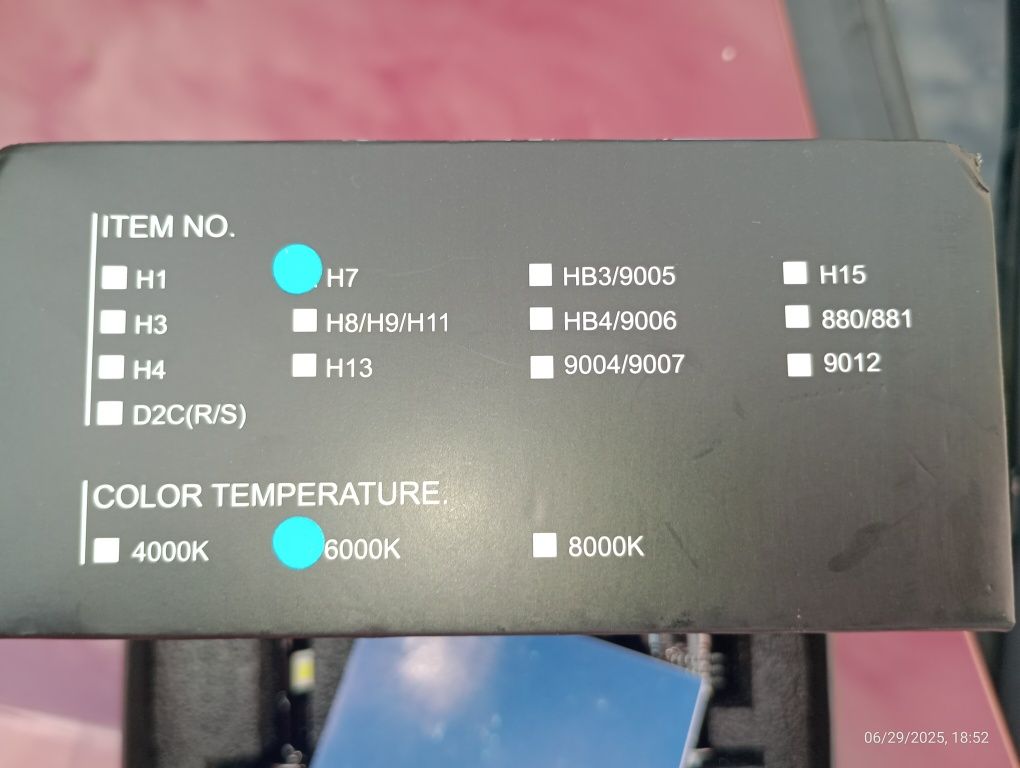 ITEM NO.
H1 H7 HB3/9005 H15
H3 H8/H9/H11 HB4/9006 880/881
H4 H13 9004/9007 9012
D2C(R/S)
COLOR TEMPERATURE.
4000K 6000K 8000K
06/29/2025, 18:52